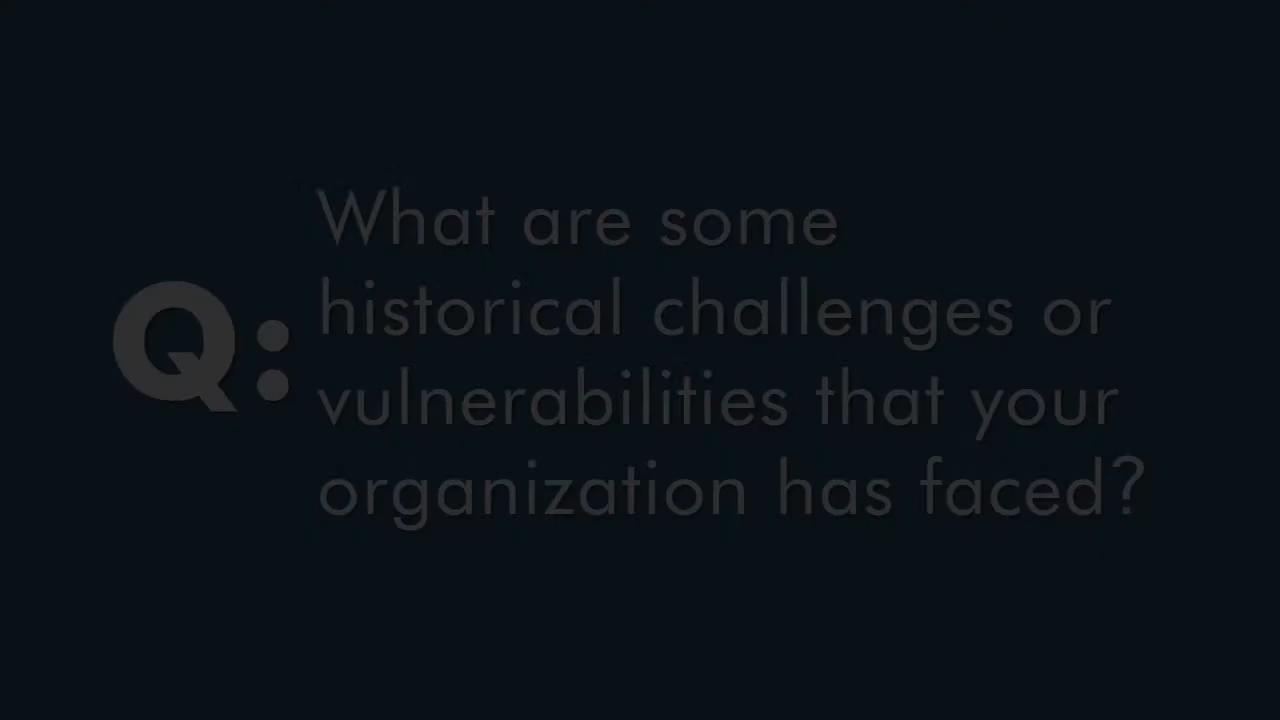 Q:
What are some
historical challenges or
vulnerabilities that your
organization has faced?